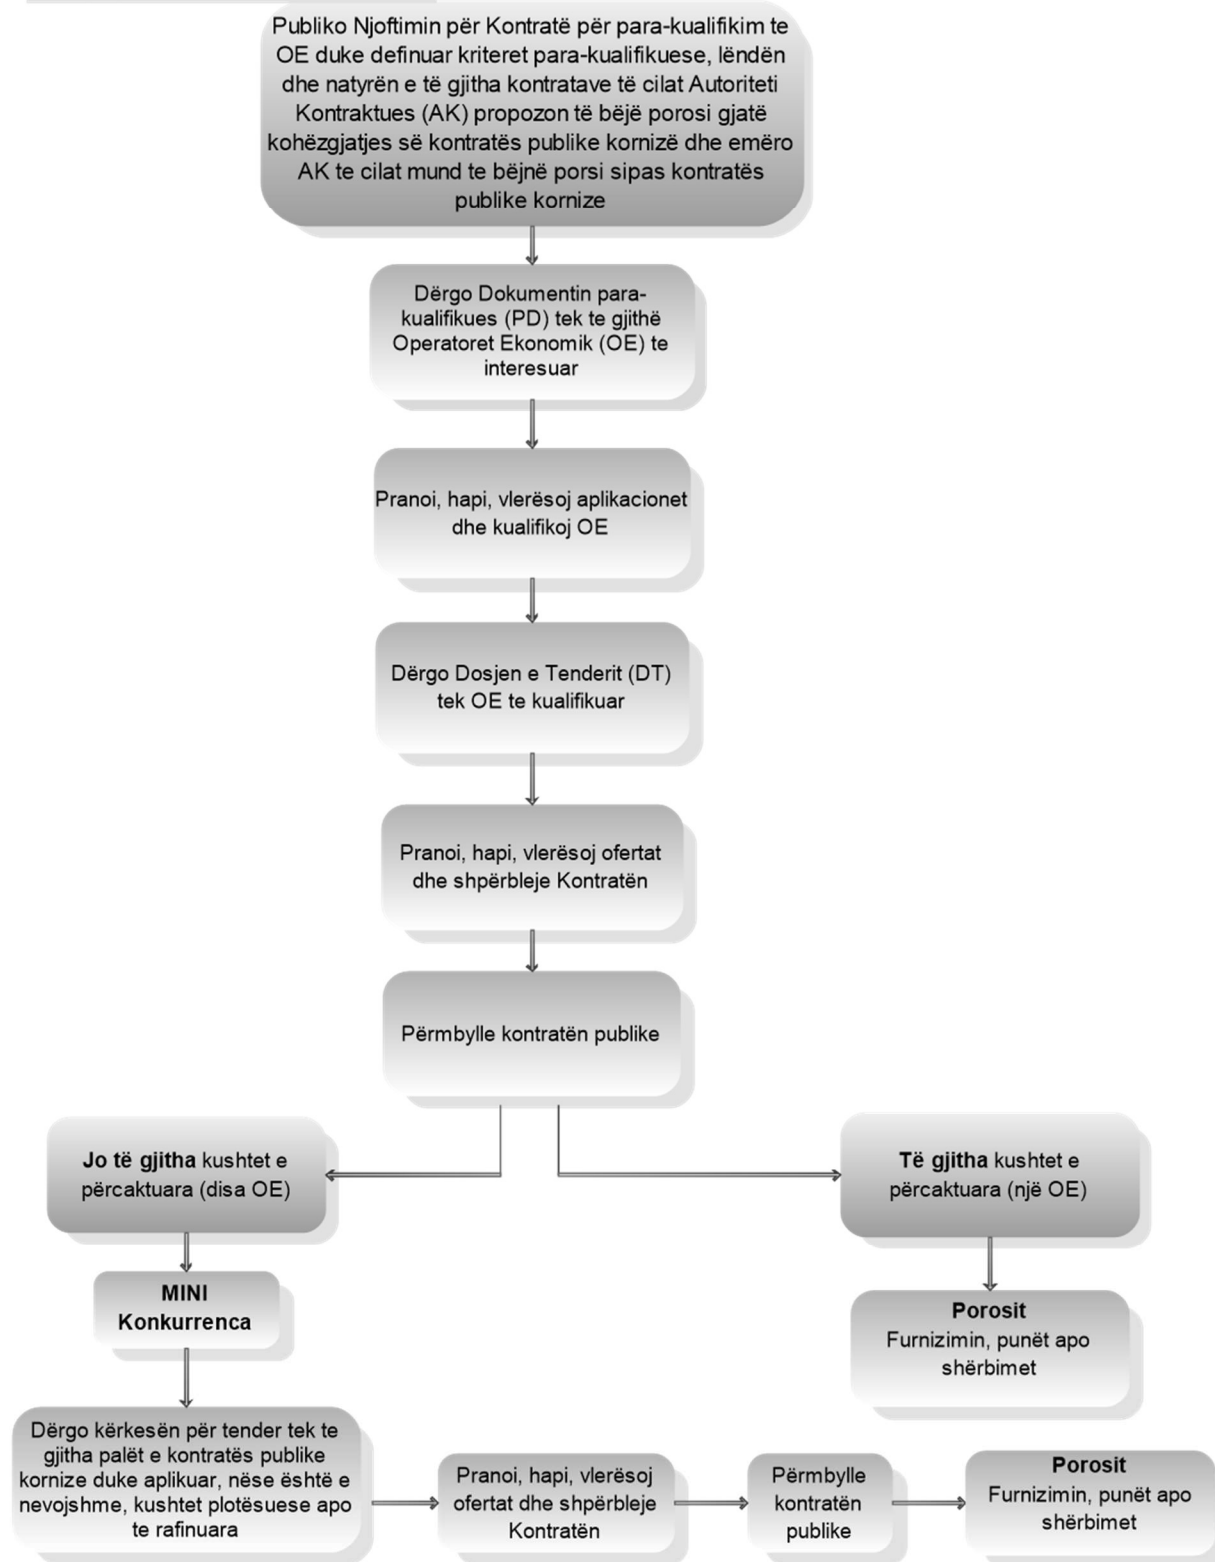 Publiko Njoftimin për Kontratë për para-kualifikim te
OE duke definuar kriteret para-kualifikuese, lëndën
dhe natyrën e të gjitha kontratave të cilat Autoriteti
Kontraktues (AK) propozon të bëjë porosi gjatë
kohëzgjatjes së kontratës publike kornizë dhe emëro
AK te cilat mund te bëjnë porsi sipas kontratës
publike kornize
Dërgo Dokumentin para-
kualifikues (PD) tek te gjithë
Operatoret Ekonomik (OE) te
interesuar
Pranoi, hapi, vlerësoj aplikacionet
dhe kualifikoj OE
Dërgo Dosjen e Tenderit (DT)
tek OE te kualifikuar
Pranoi, hapi, vlerësoj ofertat
dhe shpërbleje Kontratën
Përmbylle kontratën publike
Jo të gjitha kushtet e
përcaktuara (disa OE)
Të gjitha kushtet e
përcaktuara (një OE)
MINI
Konkurrenca
Porosit
Furnizimin, punët apo
shërbimet
Dërgo kërkesën për tender tek te
gjitha palët e kontratës publike
kornize duke aplikuar, nëse është e
nevojshme, kushtet plotësuese apo
te rafinuara
Pranoi, hapi, vlerësoj
ofertat dhe shpërbleje
Kontratën
Përmbylle
kontratën
publike
Porosit
Furnizimin, punët apo
shërbimet